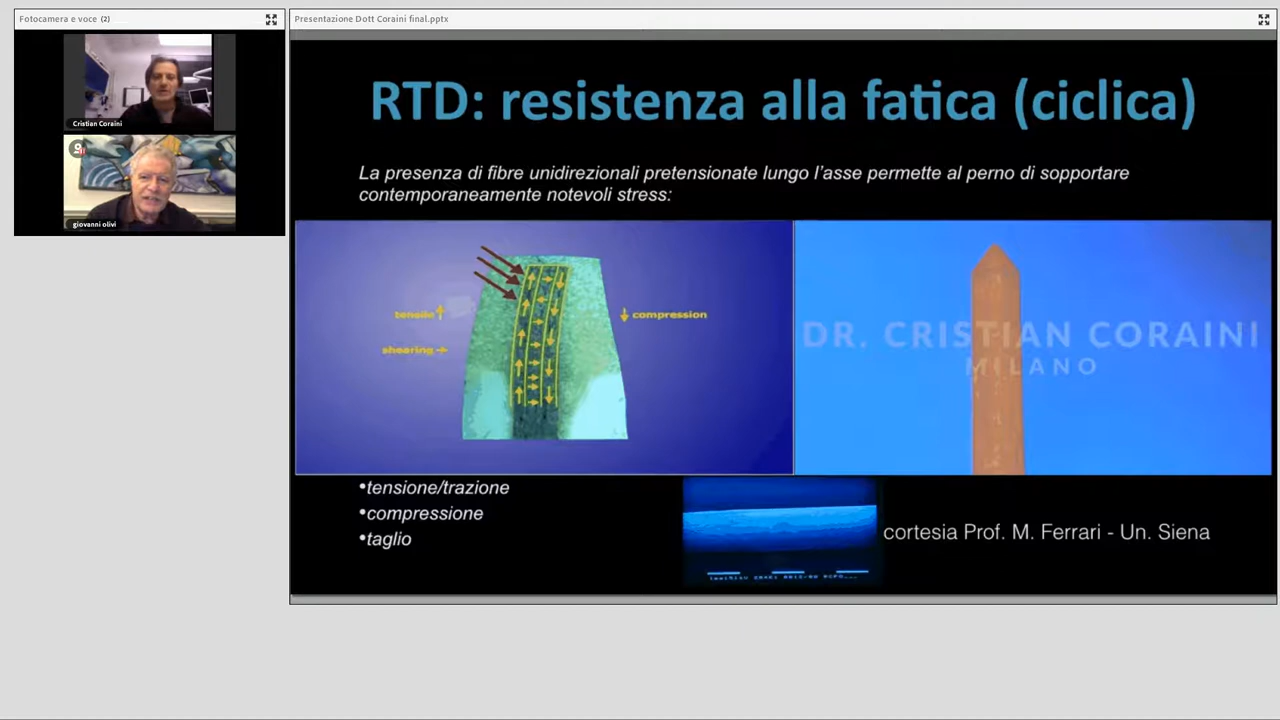 Fotocamera e voce (2)
Cristian Coraini
giovanni olivi
Presentazione Dott Coraini final.pptx
RTD: resistenza alla fatica (ciclica)
La presenza di fibre unidirezionali pretensionate lungo l’asse permette al perno di sopportare
contemporaneamente notevoli stress:
tensile
shearing
compression
DR. CRISTIAN CORAINI
MILANO
•tensione/trazione
•compressione
•taglio
cortesia Prof. M. Ferrari - Un. Siena